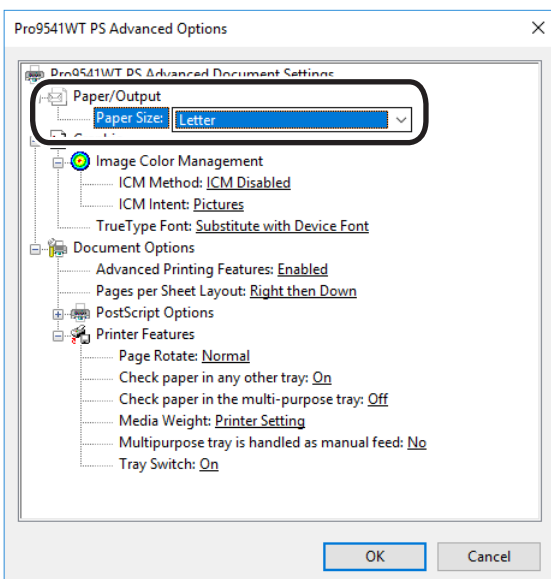 Pro9541WT PS Advanced Options
Pro9541WT PS Advanced Document Settings
Paper/Output
Paper Size: Letter
Image Color Management
ICM Method: ICM Disabled
ICM Intent: Pictures
TrueType Font: Substitute with Device Font
Document Options
Advanced Printing Features: Enabled
Pages per Sheet Layout: Right then Down
PostScript Options
Printer Features
Page Rotate: Normal
Check paper in any other tray: On
Check paper in the multi-purpose tray: Off
Media Weight: Printer Setting
Multipurpose tray is handled as manual feed: No
Tray Switch: On
OK Cancel